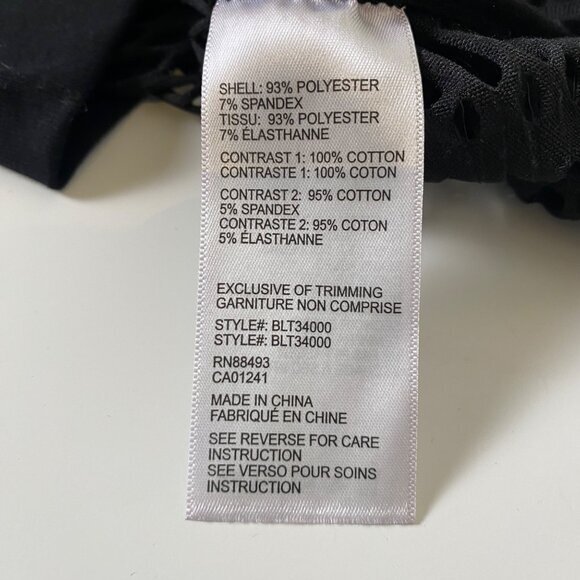 SHELL: 93% POLYESTER
7% SPANDEX
TISSU: 93% POLYESTER
7% ÉLASTHANNE
CONTRAST 1: 100% COTTON
CONTRASTE 1: 100% COTON
CONTRAST 2: 95% COTTON
5% SPANDEX
CONTRASTE 2: 95% COTON
5% ÉLASTHANNE
EXCLUSIVE OF TRIMMING
GARNITURE NON COMPRISE
STYLE#: BLT34000
STYLE#: BLT34000
RN88493
CA01241
MADE IN CHINA
FABRIQUÉ EN CHINE
SEE REVERSE FOR CARE
INSTRUCTION
SEE VERSO POUR SOINS
INSTRUCTION